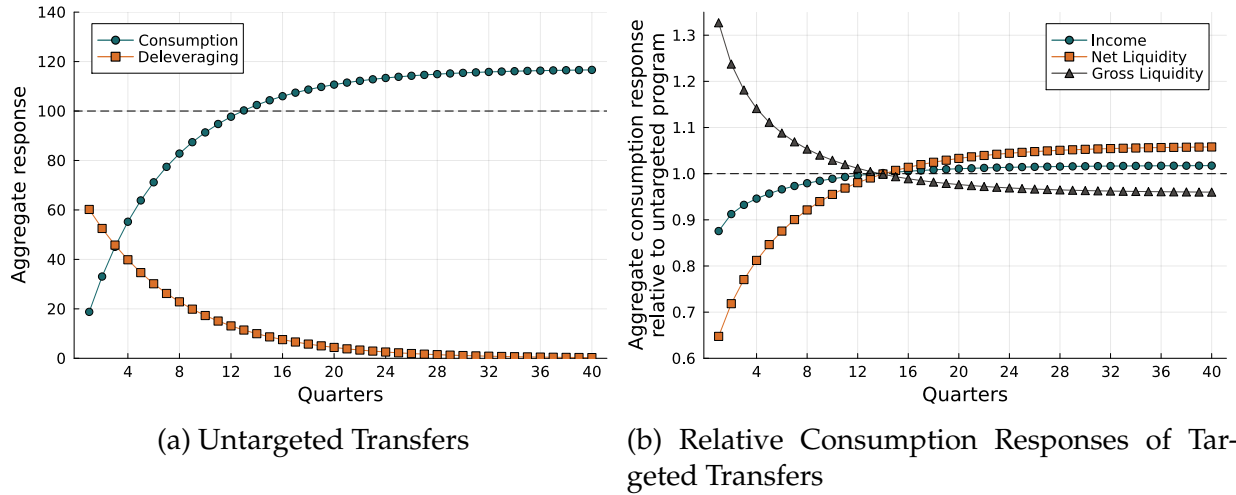 140
120
100
80
60
40
20
0
Aggregate response
Consumption
Deleveraging
4 8 12 16 20 24 28 32 36 40
Quarters
(a) Untargeted Transfers
1.3
1.2
1.1
1.0
0.9
0.8
0.7
0.6
Aggregate consumption response
relative to untargeted program
Income
Net Liquidity
Gross Liquidity
4 8 12 16 20 24 28 32 36 40
Quarters
(b) Relative Consumption Responses of Tar-
geted Transfers